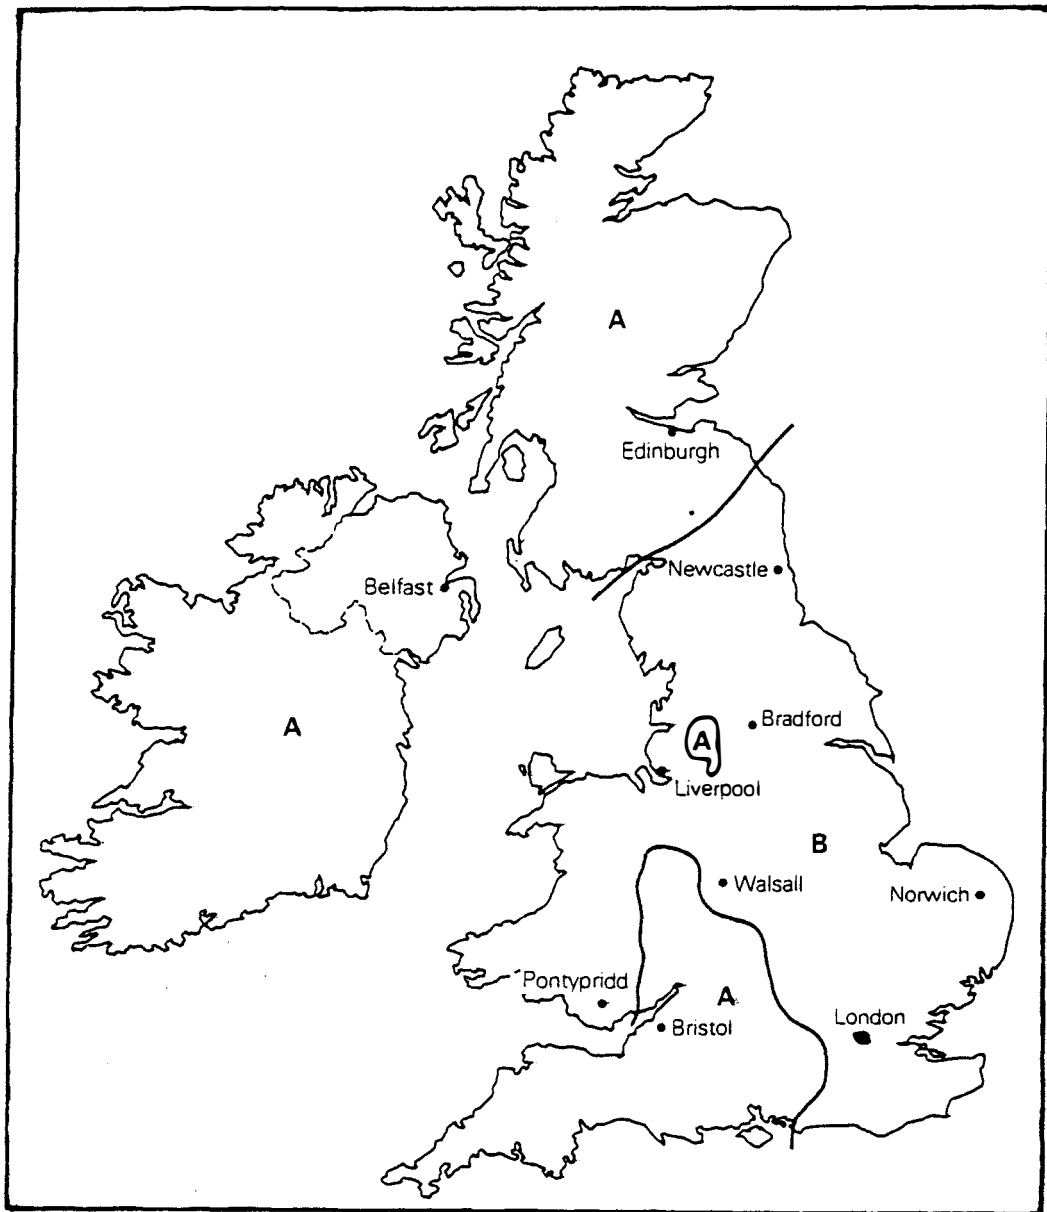 A
Edinburgh
Newcastle
Belfast
A
Bradford
A
Liverpool
B
Walsall
Norwich
Pontypridd
A
Bristol
London